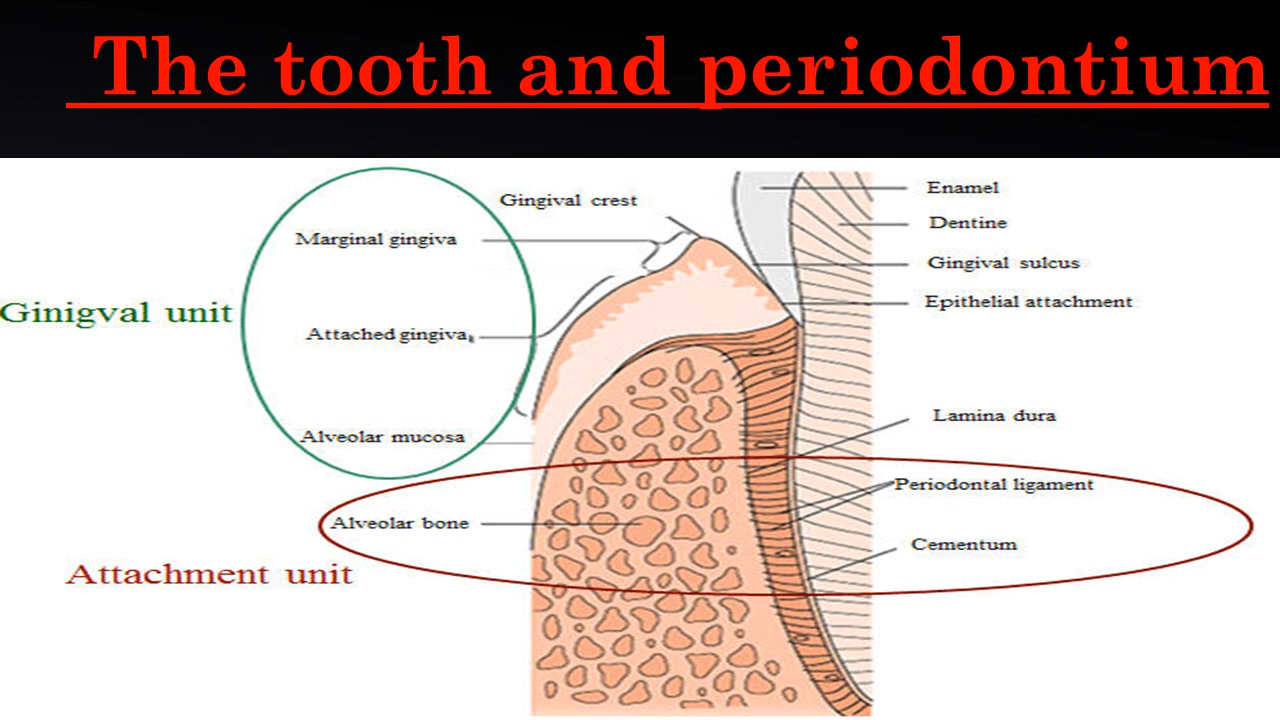 The tooth and periodontium
Gingival crest
Marginal gingiva
Ginigval unit
Attached gingiva,
Alveolar mucosa
Alveolar bone
Attachment unit
Enamel
Dentine
Gingival sulcus
Epithelial attachment
Lamina dura
Periodontal ligament
Cementum